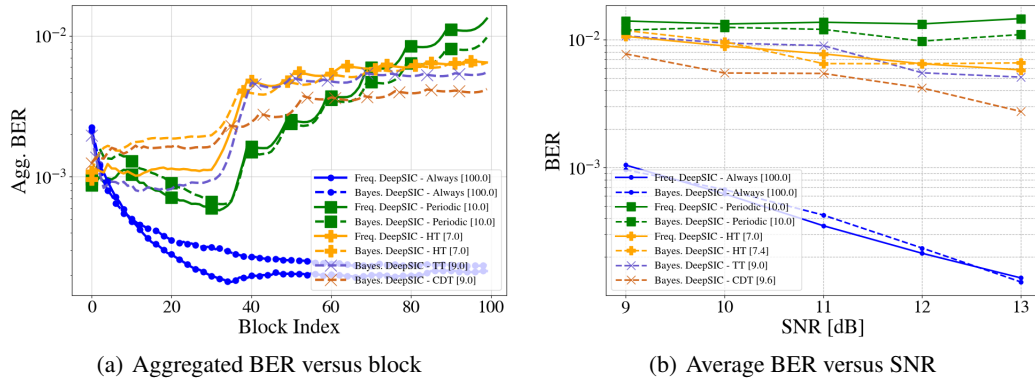 10⁻²
10⁻³
Agg. BER
0
20
40
60
80
100
Block Index
Freq. DeepSIC - Always [100.0]
Bayes. DeepSIC - Always [100.0]
Freq. DeepSIC - Periodic [10.0]
Bayes. DeepSIC - Periodic [10.0]
Freq. DeepSIC - HT [7.0]
Bayes. DeepSIC - HT [7.0]
Bayes. DeepSIC - TT [9.0]
Bayes. DeepSIC - CDT [9.0]
(a) Aggregated BER versus block
10⁻²
10⁻³
BER
9
10
11
12
13
SNR [dB]
Freq. DeepSIC - Always [100.0]
Bayes. DeepSIC - Always [100.0]
Freq. DeepSIC - Periodic [10.0]
Bayes. DeepSIC - Periodic [10.0]
Freq. DeepSIC - HT [7.0]
Bayes. DeepSIC - HT [7.4]
Bayes. DeepSIC - TT [9.0]
Bayes. DeepSIC - CDT [9.6]
(b) Average BER versus SNR